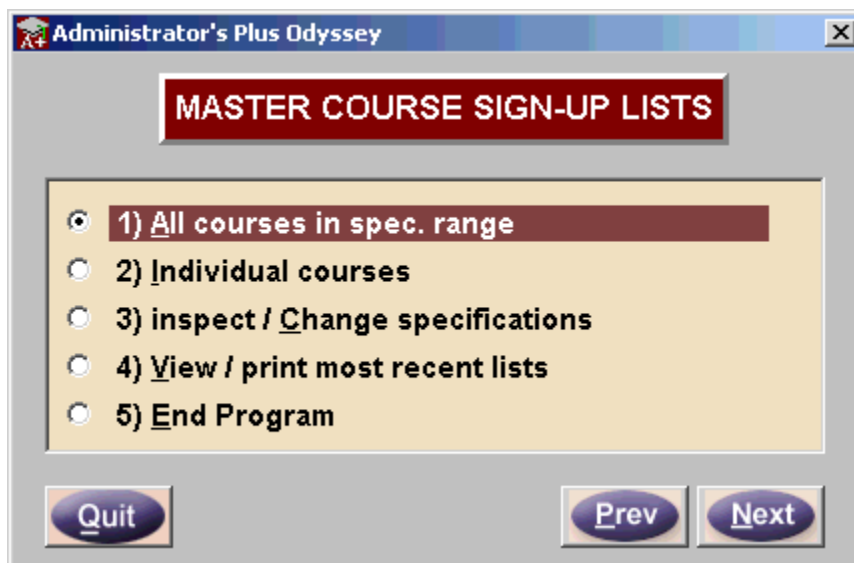 Administrator's Plus Odyssey
MASTER COURSE SIGN-UP LISTS
1) All courses in spec. range
2) Individual courses
3) inspect / Change specifications
4) View / print most recent lists
5) End Program
Quit Prev Next